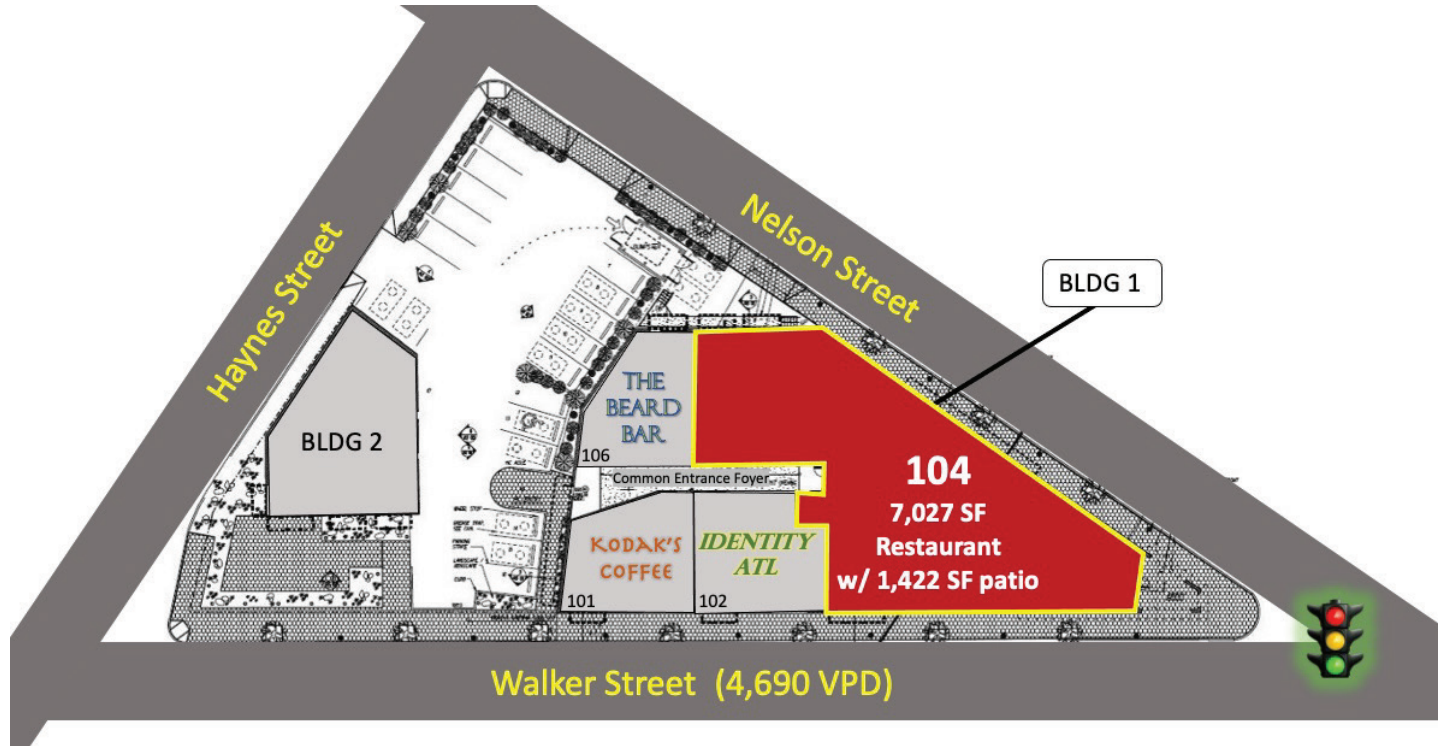 Haynes Street
Nelson Street
BLDG 1
BLDG 2
THE
BEARD
BAR
106
Common Entrance Foyer
104
7,027 SF
Restaurant
w/ 1,422 SF patio
KODAK'S
COFFEE
101
IDENTITY
ATL
102
Walker Street (4,690 VPD)